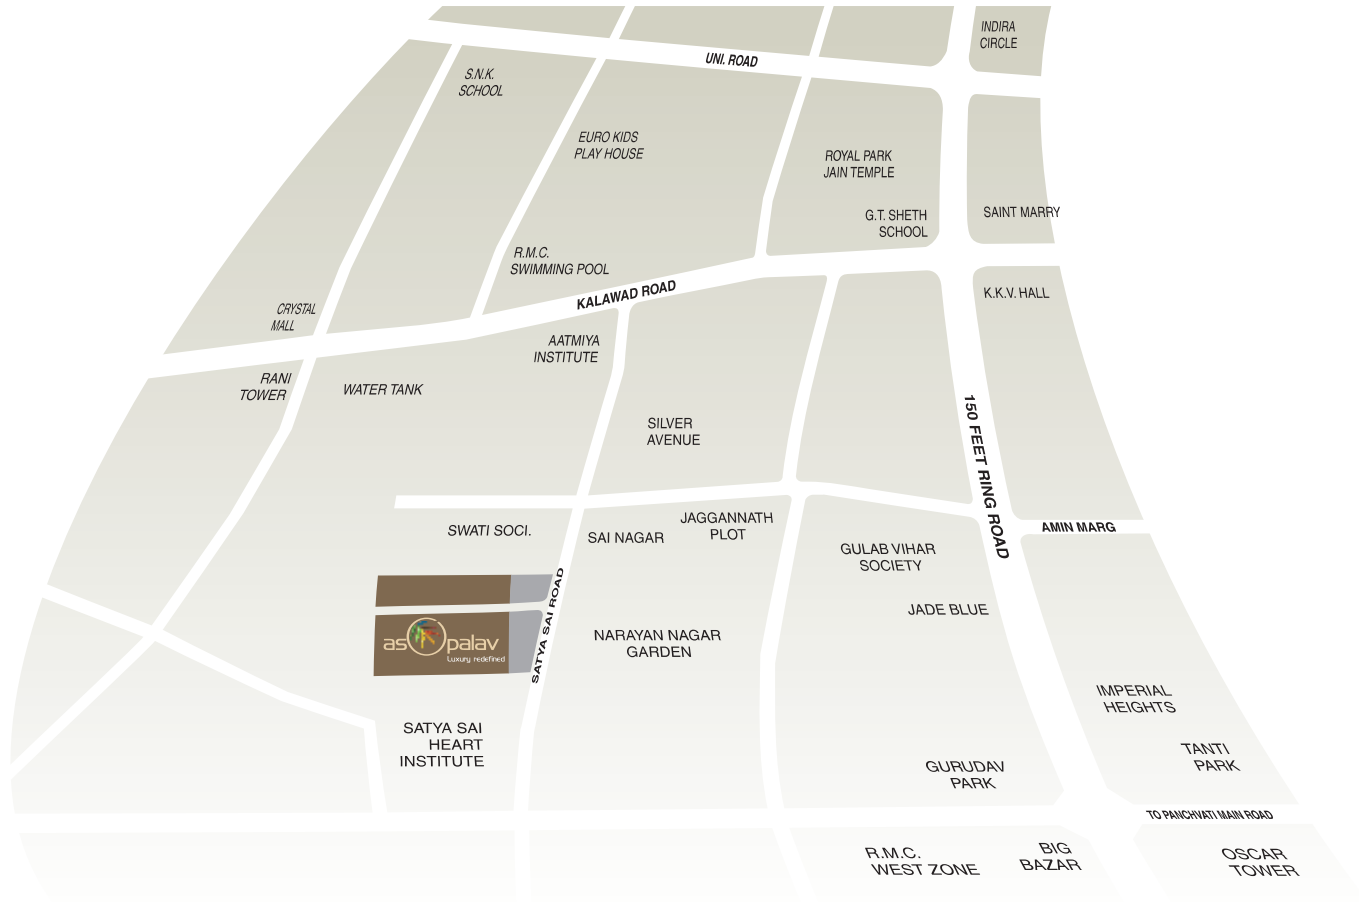 INDIRA
CIRCLE
UNI. ROAD
S.N.K.
SCHOOL
EURO KIDS
PLAY HOUSE
ROYAL PARK
JAIN TEMPLE
G.T. SHETH
SCHOOL
SAINT MARRY
R.M.C.
SWIMMING POOL
KALAWAD ROAD
K.K.V. HALL
CRYSTAL
MALL
AATMIYA
INSTITUTE
RANI
TOWER
WATER TANK
SILVER
AVENUE
150 FEET RING ROAD
SWATI SOCI.
SAI NAGAR
JAGGANNATH
PLOT
AMIN MARG
GULAB VIHAR
SOCIETY
JADE BLUE
SATYA SAI ROAD
asopalav
Luxury redefined
NARAYAN NAGAR
GARDEN
IMPERIAL
HEIGHTS
SATYA SAI
HEART
INSTITUTE
TANTI
PARK
GURUDAV
PARK
TO PANCHVATI MAIN ROAD
R.M.C.
WEST ZONE
BIG
BAZAR
OSCAR
TOWER